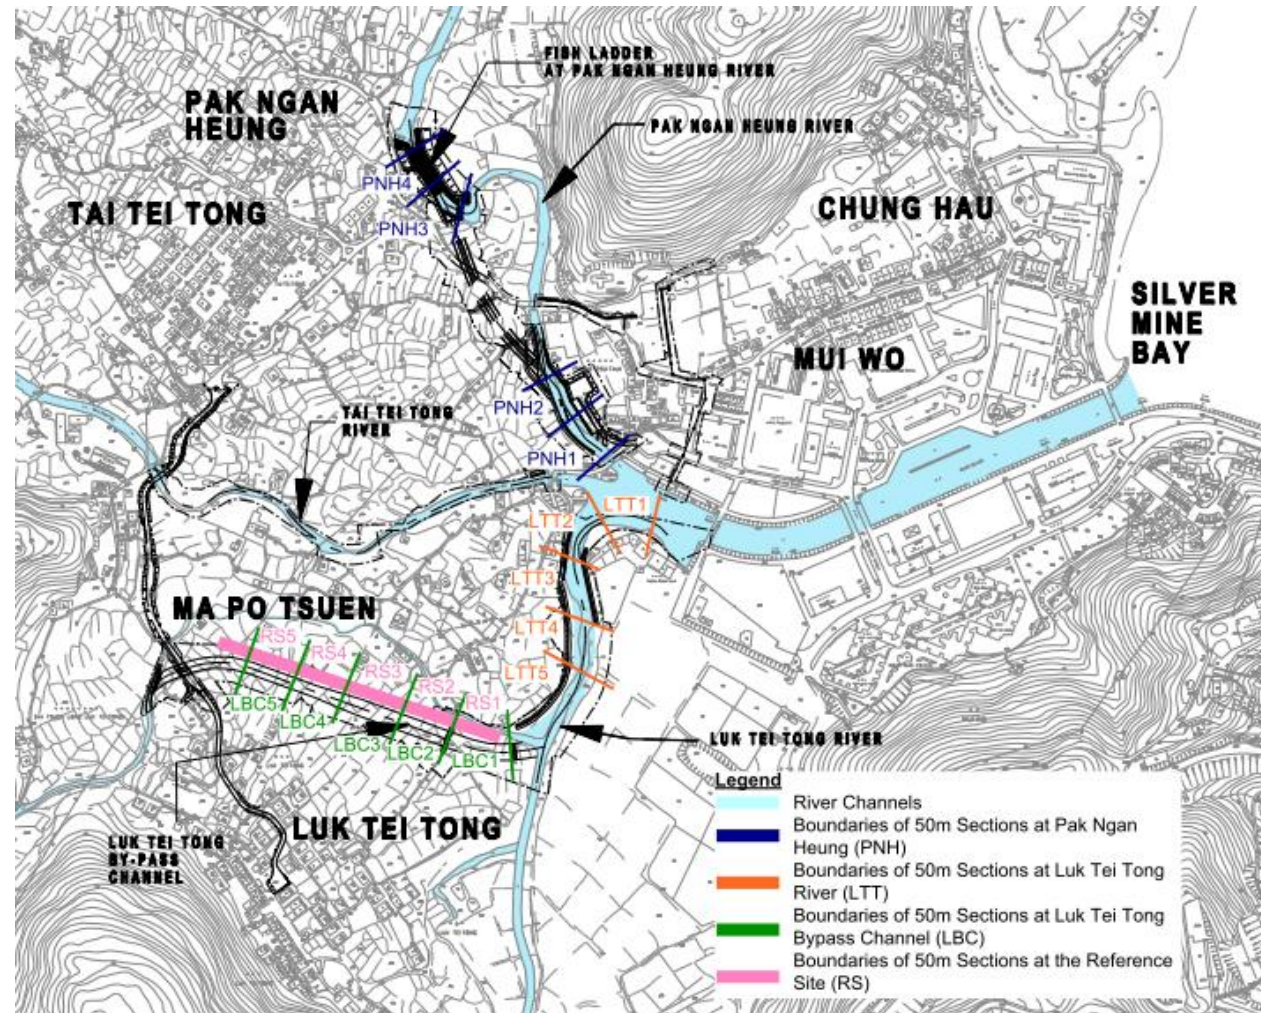 FISH LADDER
AT PAK NGAN HEUNG RIVER
PAK NGAN
HEUNG
PAK NGAN HEUNG RIVER
PNH4
TAI TEI TONG
CHUNG HAU
PNH3
SILVER
MINE
BAY
MUI WO
PNH2
TAI TEI TONG
RIVER
PNH1
LTT1
LTT2
LTT3
MA PO TSUEN
LTT4
RS5
RS4
RS3
LTT5
RS2
RS1
LBC5
LBC4
LBC3
LBC2
LBC1
LUK TEI TONG RIVER
LUK TEI TONG
LUK TEI TONG
BY-PASS
CHANNEL
Legend
River Channels
Boundaries of 50m Sections at Pak Ngan
Heung (PNH)
Boundaries of 50m Sections at Luk Tei Tong
River (LTT)
Boundaries of 50m Sections at Luk Tei Tong
Bypass Channel (LBC)
Boundaries of 50m Sections at the Reference
Site (RS)